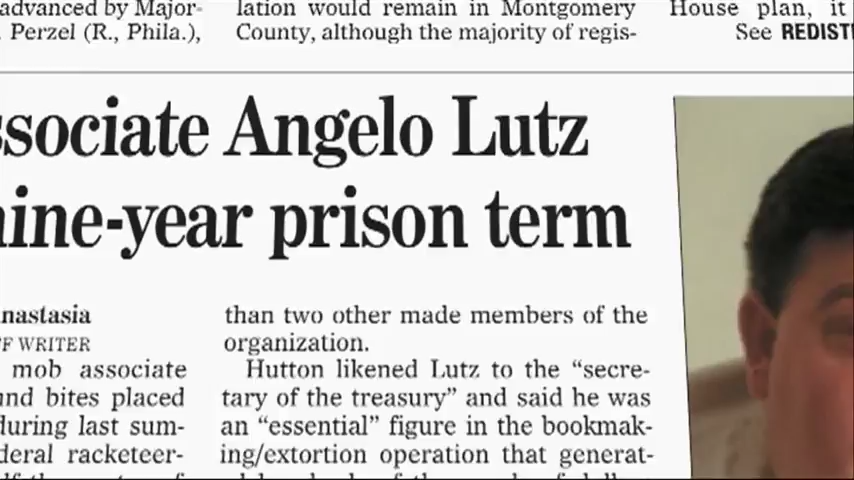 advanced by Major-
Perzel (R., Phila.),
lation would remain in Montgomery
County, although the majority of regis-
House plan, it
See REDIST
ssociate Angelo Lutz
nine-year prison term
nastasia
F WRITER
mob associate
und bites placed
during last sum-
deral racketeer-
than two other made members of the
organization.
Hutton likened Lutz to the “secre-
tary of the treasury” and said he was
an “essential” figure in the bookmak-
ing/extortion operation that generat-